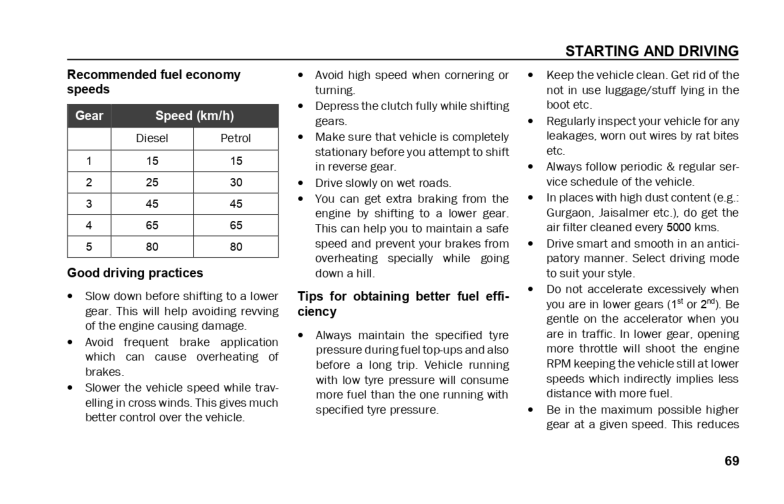 STARTING AND DRIVING
Recommended fuel economy
speeds
Gear Speed (km/h)
Diesel Petrol
1 15 15
2 25 30
3 45 45
4 65 65
5 80 80
Good driving practices
• Slow down before shifting to a lower
gear. This will help avoiding revving
of the engine causing damage.
• Avoid frequent brake application
which can cause overheating of
brakes.
• Slower the vehicle speed while trav-
elling in cross winds. This gives much
better control over the vehicle.
• Avoid high speed when cornering or
turning.
• Depress the clutch fully while shifting
gears.
• Make sure that vehicle is completely
stationary before you attempt to shift
in reverse gear.
• Drive slowly on wet roads.
• You can get extra braking from the
engine by shifting to a lower gear.
This can help you to maintain a safe
speed and prevent your brakes from
overheating specially while going
down a hill.
Tips for obtaining better fuel effi-
ciency
• Always maintain the specified tyre
pressure during fuel top-ups and also
before a long trip. Vehicle running
with low tyre pressure will consume
more fuel than the one running with
specified tyre pressure.
• Keep the vehicle clean. Get rid of the
not in use luggage/stuff lying in the
boot etc.
• Regularly inspect your vehicle for any
leakages, worn out wires by rat bites
etc.
• Always follow periodic & regular ser-
vice schedule of the vehicle.
• In places with high dust content (e.g.:
Gurgaon, Jaisalmer etc.), do get the
air filter cleaned every 5000 kms.
• Drive smart and smooth in an antici-
patory manner. Select driving mode
to suit your style.
• Do not accelerate excessively when
you are in lower gears (1st or 2nd). Be
gentle on the accelerator when you
are in traffic. In lower gear, opening
more throttle will shoot the engine
RPM keeping the vehicle still at lower
speeds which indirectly implies less
distance with more fuel.
• Be in the maximum possible higher
gear at a given speed. This reduces
69